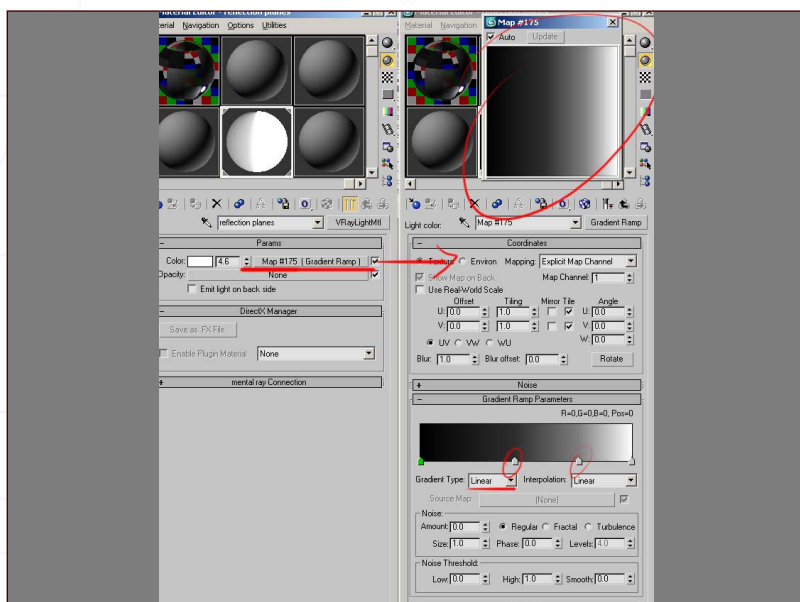 Material Editor - reflection planes
Material Navigation Options Utilities
reflection planes
VRayLightMtl
Params
Color: 4.6 Map #175 ( Gradient Ramp )
Opacity: None
Emit light on back side
DirectX Manager
Save as .FX File
Enable Plugin Material None
mental ray Connection
Material Editor - reflection planes
Material Navigation
Map #175
Auto Update
Light color: Map #175 Gradient Ramp
Coordinates
Texture Environ Mapping: Explicit Map Channel
Show Map on Back Map Channel: 1
Use Real-World Scale
Offset Tiling Mirror Tile Angle
U: 0.0 1.0 U: 0.0
V: 0.0 1.0 V: 0.0
W: 0.0
UV VW WU
Blur: 1.0 Blur offset: 0.0 Rotate
Noise
Gradient Ramp Parameters
R=0,G=0,B=0, Pos=0
Gradient Type: Linear Interpolation: Linear
Source Map: (None)
Noise:
Amount: 0.0 Regular Fractal Turbulence
Size: 1.0 Phase: 0.0 Levels: 4.0
Noise Threshold:
Low: 0.0 High: 1.0 Smooth: 0.0